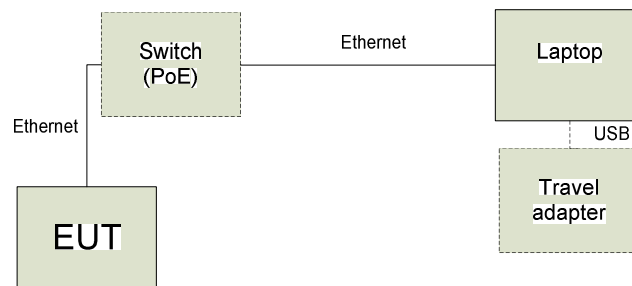 Switch
(PoE)
Ethernet
Laptop
Ethernet
USB
EUT
Travel
adapter